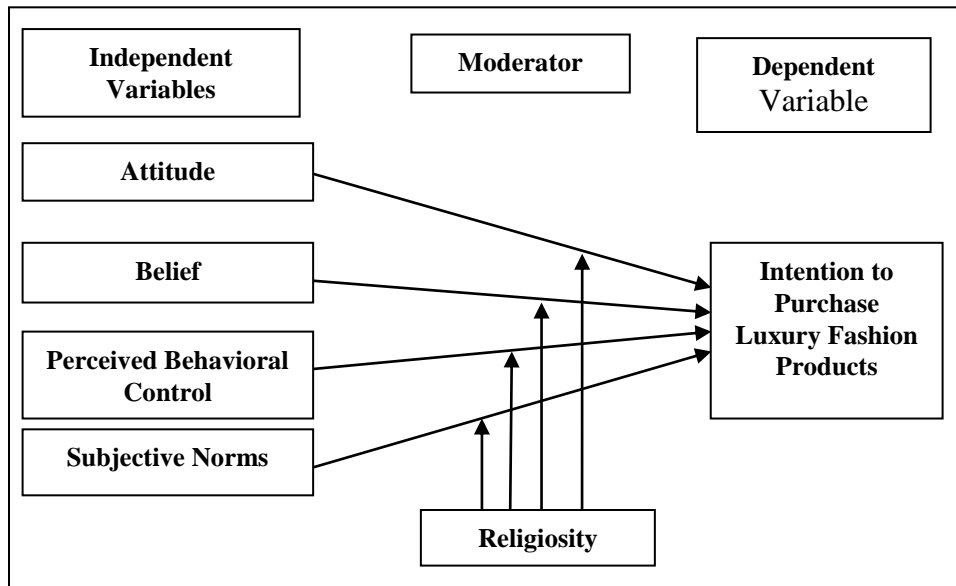 Independent
Variables
Moderator
Dependent
Variable
Attitude
Belief
Perceived Behavioral
Control
Subjective Norms
Intention to
Purchase
Luxury Fashion
Products
Religiosity